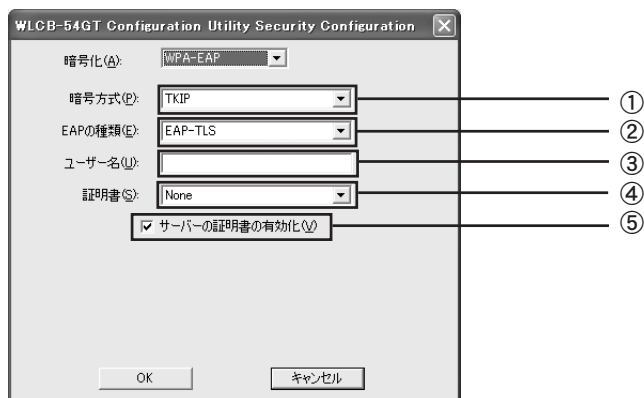 WLCB-54GT Configuration Utility Security Configuration
暗号化(A): WPA-EAP
暗号方式(P): TKIP ①
EAPの種類(E): EAP-TLS ②
ユーザー名(U): ③
証明書(S): None ④
サーバーの証明書の有効化(V) ⑤
OK キャンセル